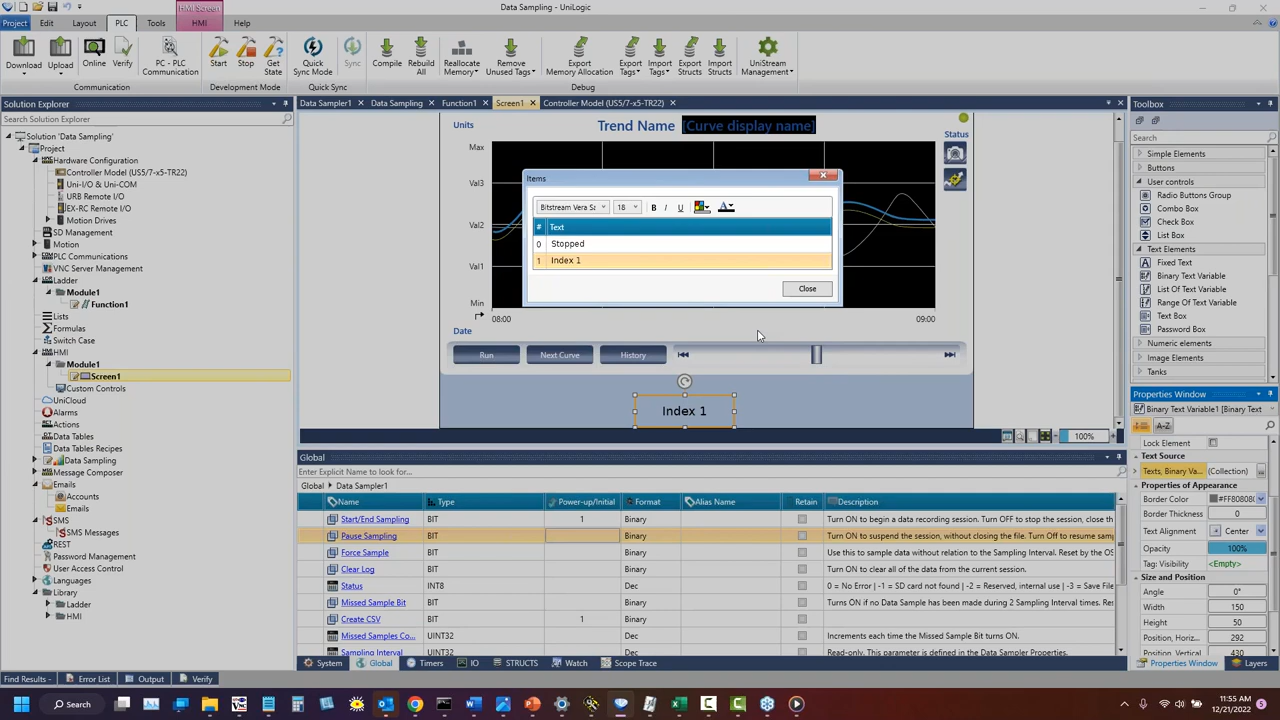 Data Sampling - UniLogic
HMI Screen
Project Edit Layout PLC Tools HMI Help
Download Upload Online Verify PC - PLC Communication Start Stop Get State Quick Sync Mode Sync Compile Rebuild All Reallocate Memory Remove Unused Tags Export Memory Allocation Export Tags Import Tags Export Structs Import Structs UniStream Management
Communication Development Mode Quick Sync Debug
Solution Explorer
Search
Solution 'Data Sampling'
Project
Hardware Configuration
Controller Model (US5/7-x5-TR22)
Uni-I/O & Uni-COM
URB Remote I/O
EX-RC Remote I/O
Motion Drives
SD Management
Motion
PLC Communications
VNC Server Management
Ladder
Module1
Function1
Lists
Formulas
Switch Case
HMI
Module1
Screen1
Custom Controls
UniCloud
Alarms
Actions
Data Tables
Data Tables Recipes
Data Sampling
Message Composer
Emails
Accounts
Emails
SMS
SMS Messages
REST
Password Management
User Access Control
Languages
Library
Ladder
HMI
Data Sampler1 Data Sampling Function1 Screen1 Controller Model (US5/7-x5-TR22)
Units Trend Name [Curve display name]
Status
Max
Val3
Val2
Val1
Min
08:00 09:00
Date
Run Next Curve History
Index 1
Items
Bitstream Vera Sa 18 B I U A
# Text
0 Stopped
1 Index 1
Close
100%
Global
Enter Explicit Name to look for...
Global Data Sampler1
Name Type Power-up/Initial Format Alias Name Retain Description
Start/End Sampling BIT 1 Binary Turn ON to begin a data recording session. Turn OFF to stop the session, close th
Pause Sampling BIT Binary Turn ON to suspend the session, without closing the file. Turn Off to resume samp
Force Sample BIT Binary Use this to sample data without relation to the Sampling Interval. Reset by the OS
Clear Log BIT Binary Turn ON to clear all of the data from the current session.
Status INT8 Dec 0 = No Error | -1 = SD card not found | -2 = Reserved, internal use | -3 = Save File
Missed Sample Bit BIT Binary Turns ON if no Data Sample has been made during 2 Sampling Interval times. Res
Create CSV BIT 1 Binary
Missed Samples Co... UINT32 Dec Increments each time the Missed Sample Bit turns ON.
Sampling Interval UINT32 Dec Read-only. This parameter is defined in the Data Sampler Properties.
System Global Timers IO STRUCTS Watch Scope Trace
Toolbox
Search
Simple Elements
Buttons
User controls
Radio Buttons Group
Combo Box
Check Box
List Box
Text Elements
Fixed Text
Binary Text Variable
List Of Text Variable
Range Of Text Variable
Text Box
Password Box
Numeric elements
Image Elements
Tanks
Properties Window
Binary Text Variable1 [Binary Text
A-Z
Lock Element
Text Source
Texts, Binary Va... (Collection)
Properties of Appearance
Border Color #FF80808
Border Thickness 0
Text Alignment Center
Opacity 100%
Tag: Visibility <Empty>
Size and Position
Angle 0°
Width 150
Height 50
Position, Horiz... 292
Position, Vertical 430
Properties Window Layers
Find Results - Error List Output Verify
Search
11:55 AM
12/21/2022